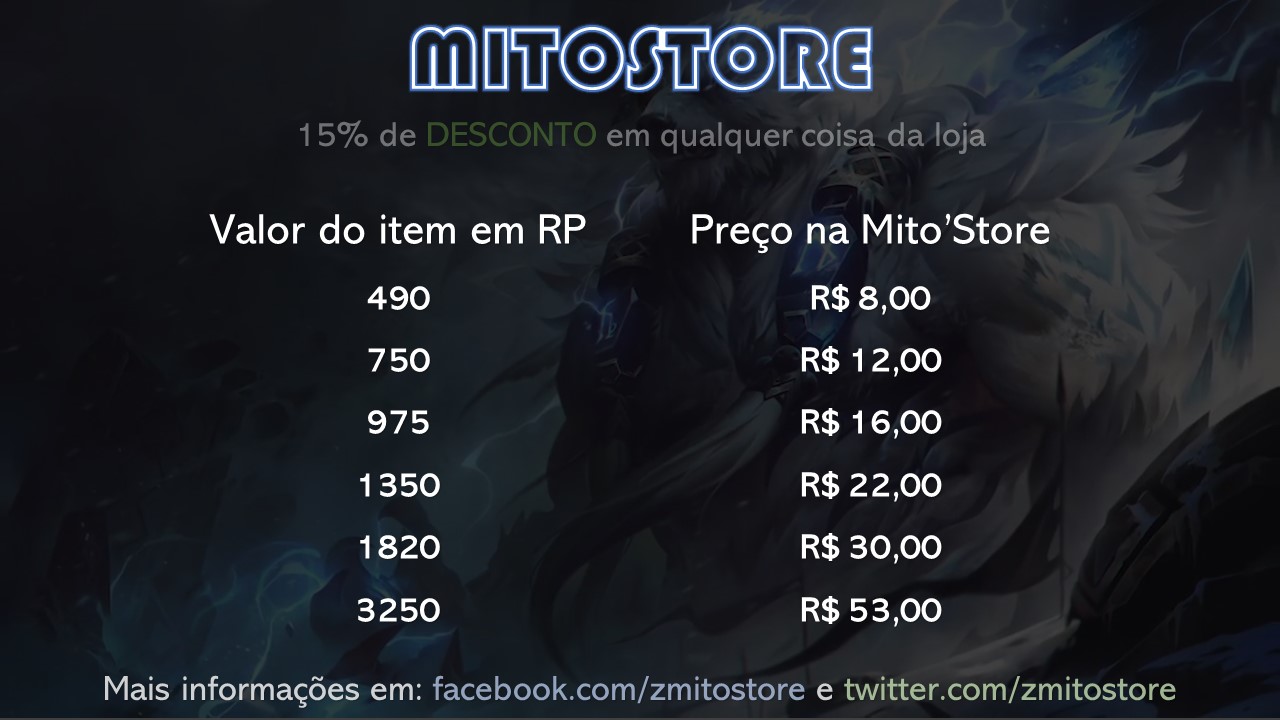 MITOSTORE
15% de DESCONTO em qualquer coisa da loja
Valor do item em RP Preço na Mito'Store
490 R$ 8,00
750 R$ 12,00
975 R$ 16,00
1350 R$ 22,00
1820 R$ 30,00
3250 R$ 53,00
Mais informações em: facebook.com/zmitostore e twitter.com/zmitostore